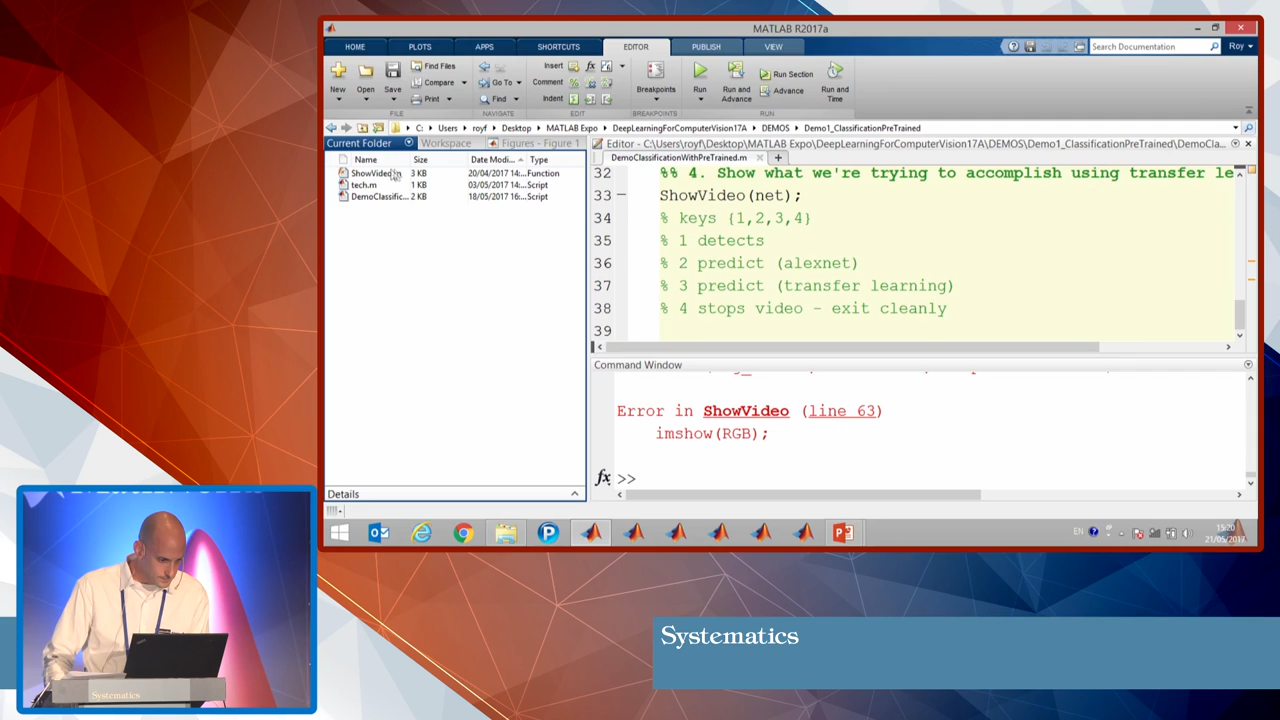 MATLAB R2017a
HOME PLOTS APPS SHORTCUTS EDITOR PUBLISH VIEW Search Documentation Roy
New Open Save Find Files Compare Print
FILE
Go To Find
NAVIGATE
Insert fx
Comment %
Indent
EDIT
Breakpoints
BREAKPOINTS
Run Run and Advance Run Section Advance Run and Time
RUN
C: Users royf Desktop MATLAB Expo DeepLearningForComputerVision17A DEMOS Demo1_ClassificationPreTrained
Current Folder Workspace Figures - Figure 1
Name Size Date Modi... Type
3 KB 20/04/2017 14:...Function
tech.m 1 KB 03/05/2017 14:...Script
DemoClassific... 2 KB 18/05/2017 16:...Script
Details
Editor - C:\Users\royf\Desktop\MATLAB Expo\DeepLearningForComputerVision17A\DEMOS\Demo1_ClassificationPreTrained\DemoCla...
DemoClassificationWithPreTrained.m
32 %% 4. Show what we're trying to accomplish using transfer le
33 ShowVideo(net);
34 % keys {1,2,3,4}
35 % 1 detects
36 % 2 predict (alexnet)
37 % 3 predict (transfer learning)
38 % 4 stops video - exit cleanly
39
Command Window
Error in ShowVideo (line 63)
imshow(RGB);
fx >>
EN 15:20
21/05/2017
Systematics
Systematics